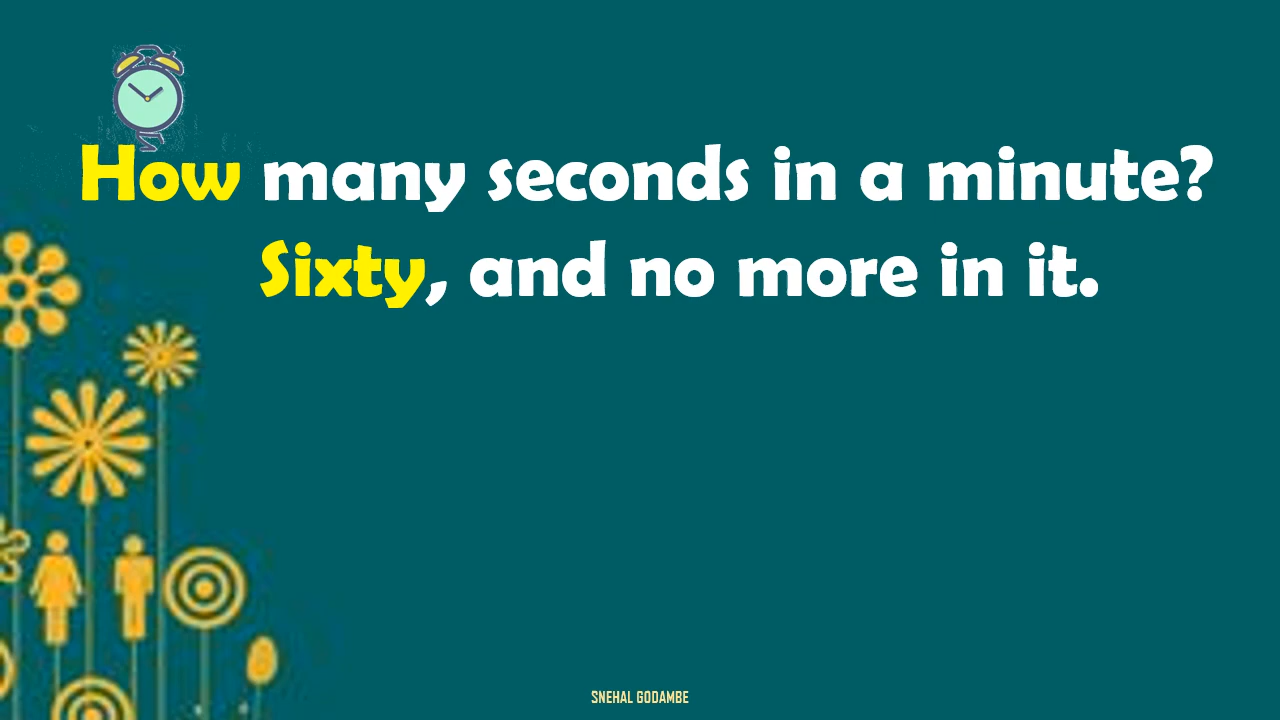 How many seconds in a minute?
Sixty, and no more in it.
SNEHAL GODAMBE